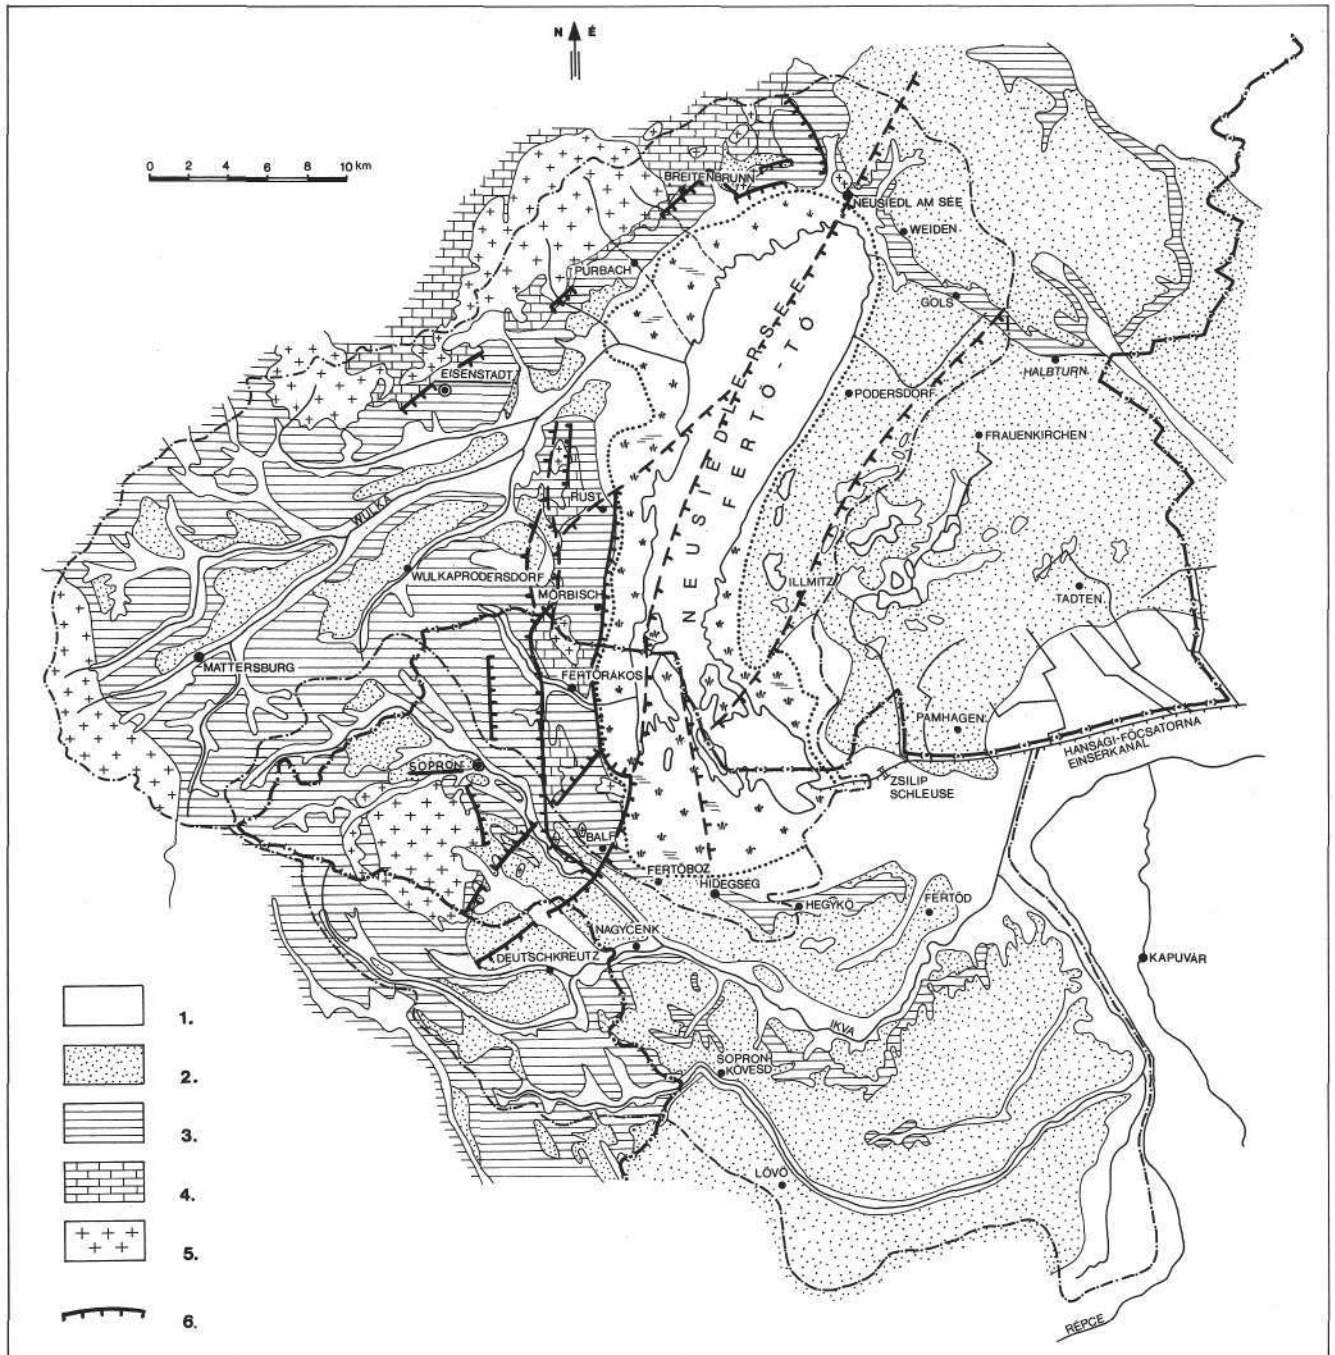 N É
0 2 4 6 8 10 km
BREITENBRUNN
NEUSIEDL AM SEE
WEIDEN
PURBACH
GOLS
HALBTURN
EISENSTADT
PODERSDORF
FRAUENKIRCHEN
NEUSIEDLERSEE
FERTŐ-TÓ
WULKA
RUST
WULKAPRODERSDORF
ILLMITZ
MÖRBISCH
TADTEN
MATTERSBURG
FERTŐRÁKOS
PAMHAGEN
HANSÁGI-FŐCSATORNA
EINSERKANAL
SOPRON
ZSILIP
SCHLEUSE
BALF
FERTŐBOZ
HIDEGSÉG
HEGYKŐ
FERTŐD
NAGYCENK
DEUTSCHKREUTZ
KAPUVÁR
IKVA
SOPRON-
KÖVESD
LÖVŐ
RÉPCE
1.
2.
3.
4.
5.
6.